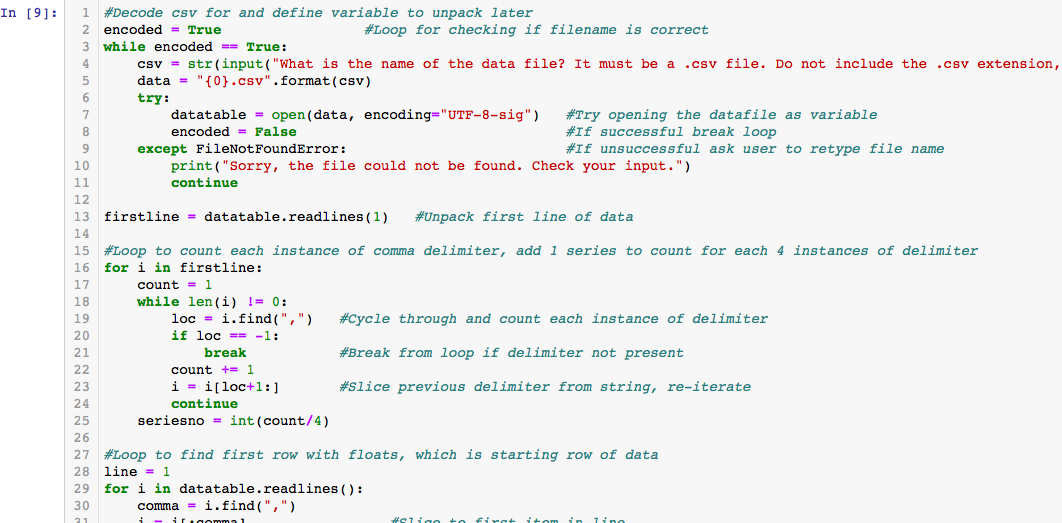 In [9]:
1 #Decode csv for and define variable to unpack later
2 encoded = True #Loop for checking if filename is correct
3 while encoded == True:
4 csv = str(input("What is the name of the data file? It must be a .csv file. Do not include the .csv extension,
5 data = "{0}.csv".format(csv)
6 try:
7 datatable = open(data, encoding="UTF-8-sig") #Try opening the datafile as variable
8 encoded = False #If successful break loop
9 except FileNotFoundError: #If unsuccessful ask user to retype file name
10 print("Sorry, the file could not be found. Check your input.")
11 continue
12
13 firstline = datatable.readlines(1) #Unpack first line of data
14
15 #Loop to count each instance of comma delimiter, add 1 series to count for each 4 instances of delimiter
16 for i in firstline:
17 count = 1
18 while len(i) != 0:
19 loc = i.find(",") #Cycle through and count each instance of delimiter
20 if loc == -1:
21 break #Break from loop if delimiter not present
22 count += 1
23 i = i[loc+1:] #Slice previous delimiter from string, re-iterate
24 continue
25 seriesno = int(count/4)
26
27 #Loop to find first row with floats, which is starting row of data
28 line = 1
29 for i in datatable.readlines():
30 comma = i.find(",")
31 i = i[:comma] #Slice to first item in line